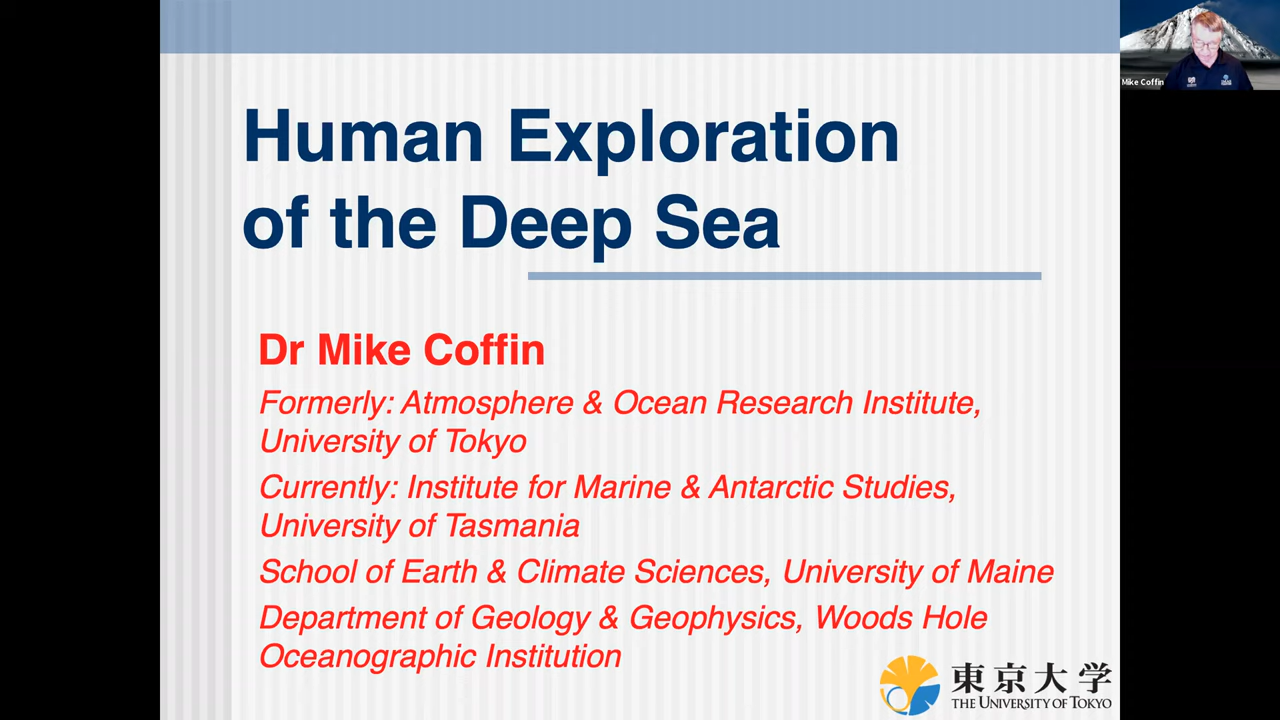 Human Exploration
of the Deep Sea
Dr Mike Coffin
Formerly: Atmosphere & Ocean Research Institute,
University of Tokyo
Currently: Institute for Marine & Antarctic Studies,
University of Tasmania
School of Earth & Climate Sciences, University of Maine
Department of Geology & Geophysics, Woods Hole
Oceanographic Institution
東京大学
THE UNIVERSITY OF TOKYO
Mike Coffin